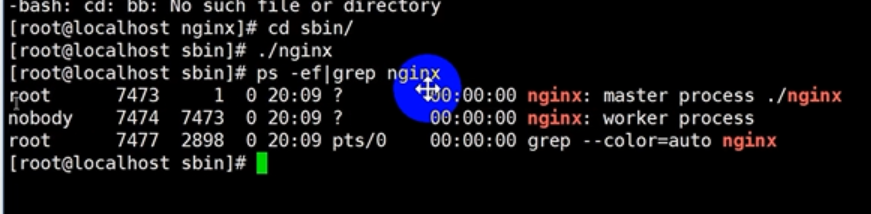 -bash: cd: bb: No such file or directory
[root@localhost nginx]# cd sbin/
[root@localhost sbin]# ./nginx
[root@localhost sbin]# ps -ef|grep nginx
root 7473 1 0 20:09 ? 00:00:00 nginx: master process ./nginx
nobody 7474 7473 0 20:09 ? 00:00:00 nginx: worker process
root 7477 2898 0 20:09 pts/0 00:00:00 grep --color=auto nginx
[root@localhost sbin]#